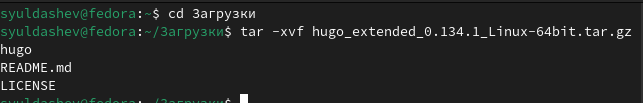 syuldashev@fedora:~$ cd Загрузки
syuldashev@fedora:~/Загрузки$ tar -xvf hugo_extended_0.134.1_Linux-64bit.tar.gz
hugo
README.md
LICENSE
syuldashev@fedora:~/Загрузки$